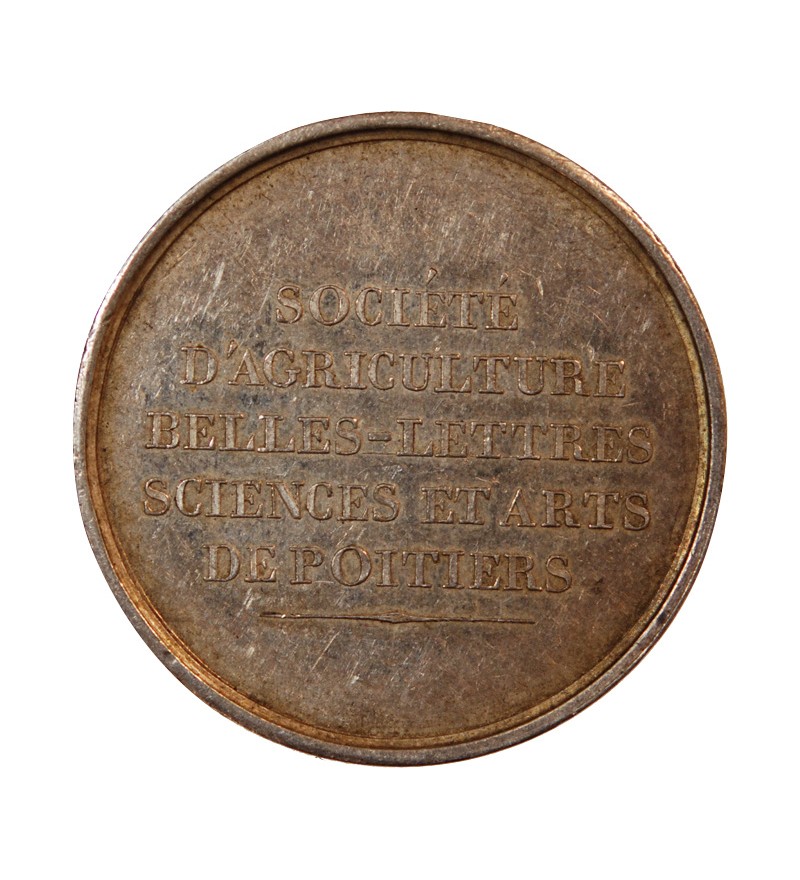 SOCIÉTÉ
D'AGRICULTURE
BELLES-LETTRES
SCIENCES ET ARTS
DE POITIERS